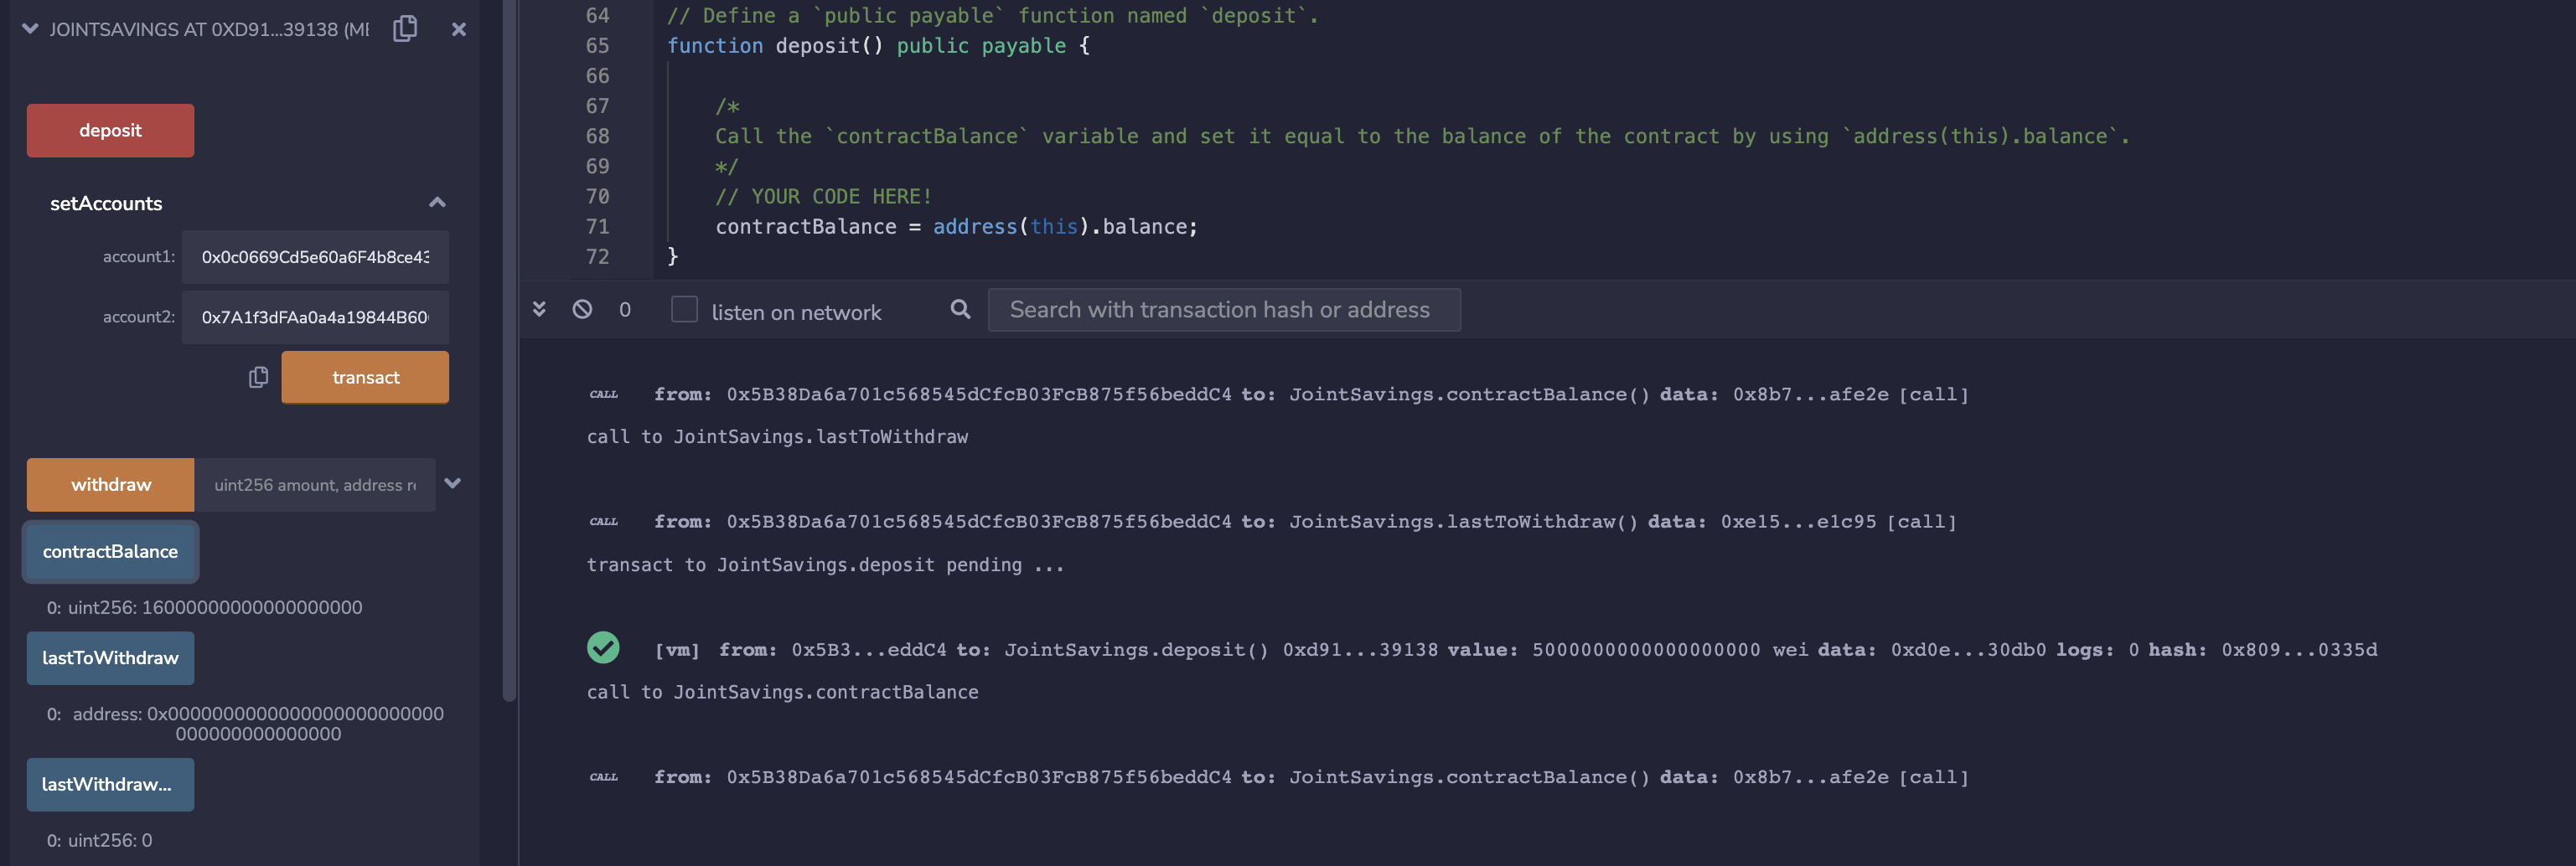 JOINTSAVINGS AT 0XD91...39138 (ME
deposit
setAccounts
account1: 0x0c0669Cd5e60a6F4b8ce43
account2: 0x7A1f3dFAa0a4a19844B60
transact
withdraw uint256 amount, address re
contractBalance
0: uint256: 16000000000000000000
lastToWithdraw
0: address: 0x0000000000000000000000000
000000000000000
lastWithdraw...
0: uint256: 0
64 // Define a `public payable` function named `deposit`.
65 function deposit() public payable {
66
67 /*
68 Call the `contractBalance` variable and set it equal to the balance of the contract by using `address(this).balance`.
69 */
70 // YOUR CODE HERE!
71 contractBalance = address(this).balance;
72 }
0 listen on network Search with transaction hash or address
CALL from: 0x5B38Da6a701c568545dCfcB03FcB875f56beddC4 to: JointSavings.contractBalance() data: 0x8b7...afe2e [call]
call to JointSavings.lastToWithdraw
CALL from: 0x5B38Da6a701c568545dCfcB03FcB875f56beddC4 to: JointSavings.lastToWithdraw() data: 0xe15...e1c95 [call]
transact to JointSavings.deposit pending ...
[vm] from: 0x5B3...eddC4 to: JointSavings.deposit() 0xd91...39138 value: 5000000000000000000 wei data: 0xd0e...30db0 logs: 0 hash: 0x809...0335d
call to JointSavings.contractBalance
CALL from: 0x5B38Da6a701c568545dCfcB03FcB875f56beddC4 to: JointSavings.contractBalance() data: 0x8b7...afe2e [call]